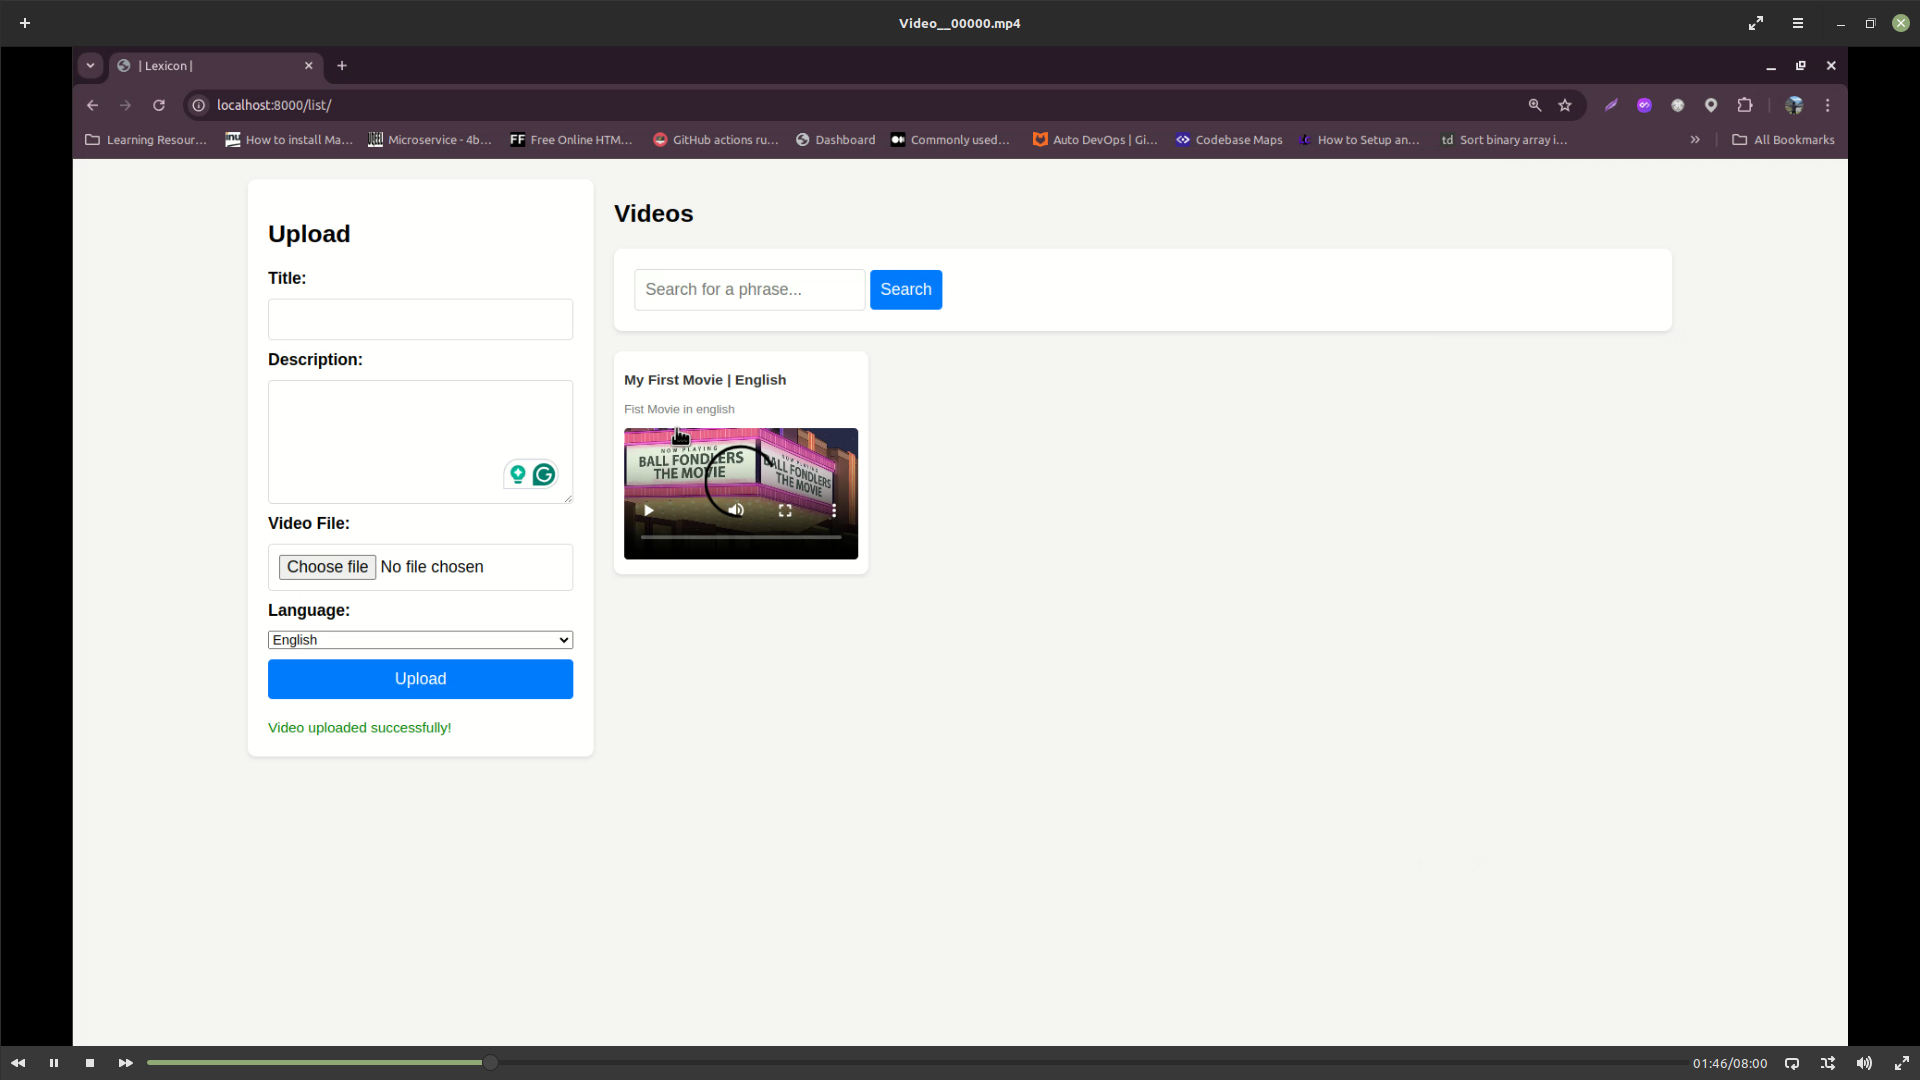 Video__00000.mp4
| Lexicon |
localhost:8000/list/
Learning Resour...
How to install Ma...
Microservice - 4b...
FF Free Online HTM...
GitHub actions ru...
Dashboard
Commonly used...
Auto DevOps | Gi...
Codebase Maps
How to Setup an...
td Sort binary array i...
All Bookmarks
Upload
Title:
Description:
Video File:
Choose file No file chosen
Language:
English
Upload
Video uploaded successfully!
Videos
Search for a phrase...
Search
My First Movie | English
Fist Movie in english
NOW PLAYING
BALL FONDLERS
THE MOVIE
NOW PLAYING
BALL FONDLERS
THE MOVIE
01:46/08:00